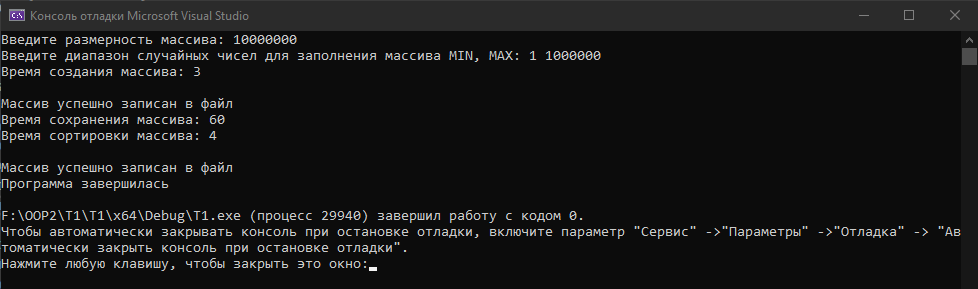 Консоль отладки Microsoft Visual Studio
Введите размерность массива: 10000000
Введите диапазон случайных чисел для заполнения массива MIN, MAX: 1 1000000
Время создания массива: 3
Массив успешно записан в файл
Время сохранения массива: 60
Время сортировки массива: 4
Массив успешно записан в файл
Программа завершилась
F:\OOP2\T1\T1\x64\Debug\T1.exe (процесс 29940) завершил работу с кодом 0.
Чтобы автоматически закрывать консоль при остановке отладки, включите параметр "Сервис" ->"Параметры" ->"Отладка" -> "Ав
томатически закрыть консоль при остановке отладки".
Нажмите любую клавишу, чтобы закрыть это окно: